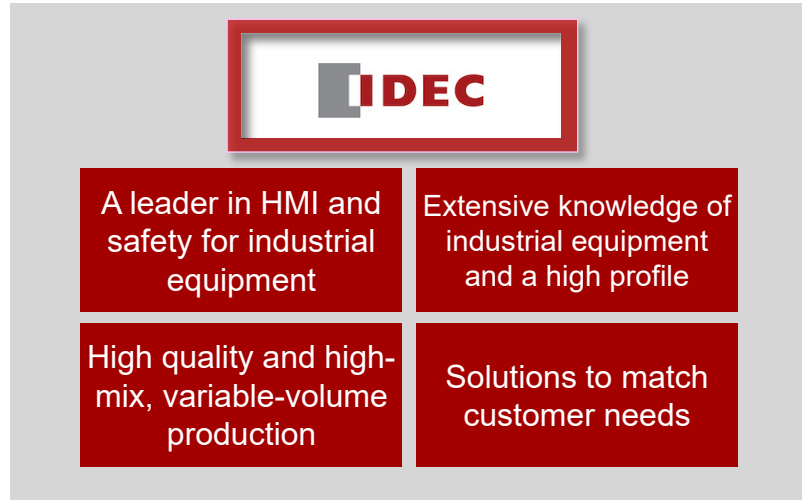 IDEC
A leader in HMI and
safety for industrial
equipment
Extensive knowledge of
industrial equipment
and a high profile
High quality and high-
mix, variable-volume
production
Solutions to match
customer needs